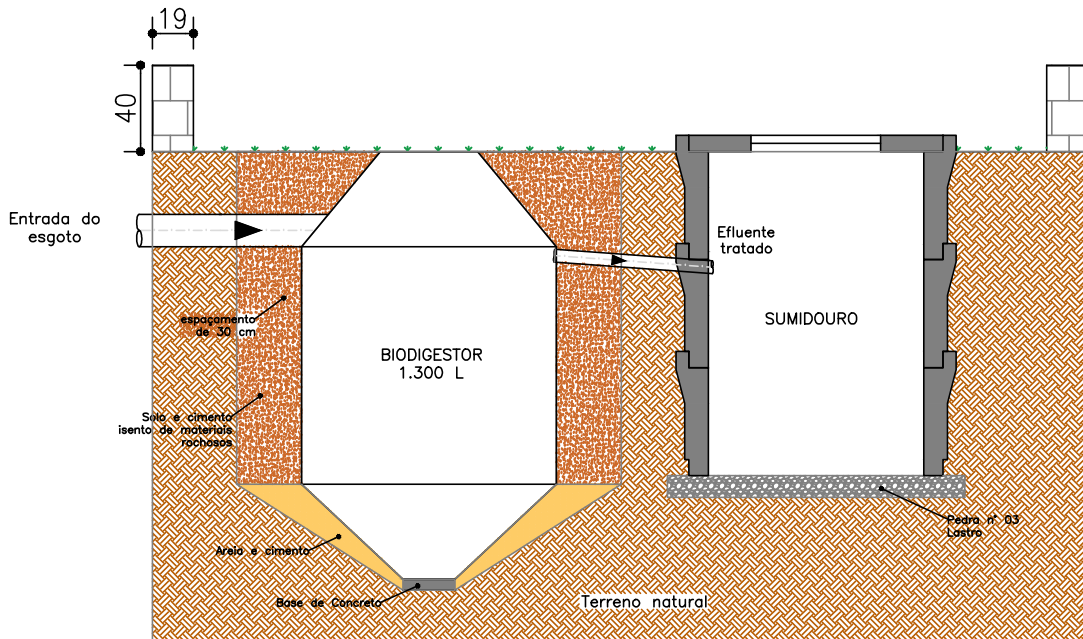 19
40
Entrada do
esgoto
Efluente
tratado
espaçamento
de 30 cm
SUMIDOURO
BIODIGESTOR
1.300 L
Solo e cimento
isento de materiais
rochosos
Pedra n° 03
Lastro
Areia e cimento
Base de Concreto
Terreno natural